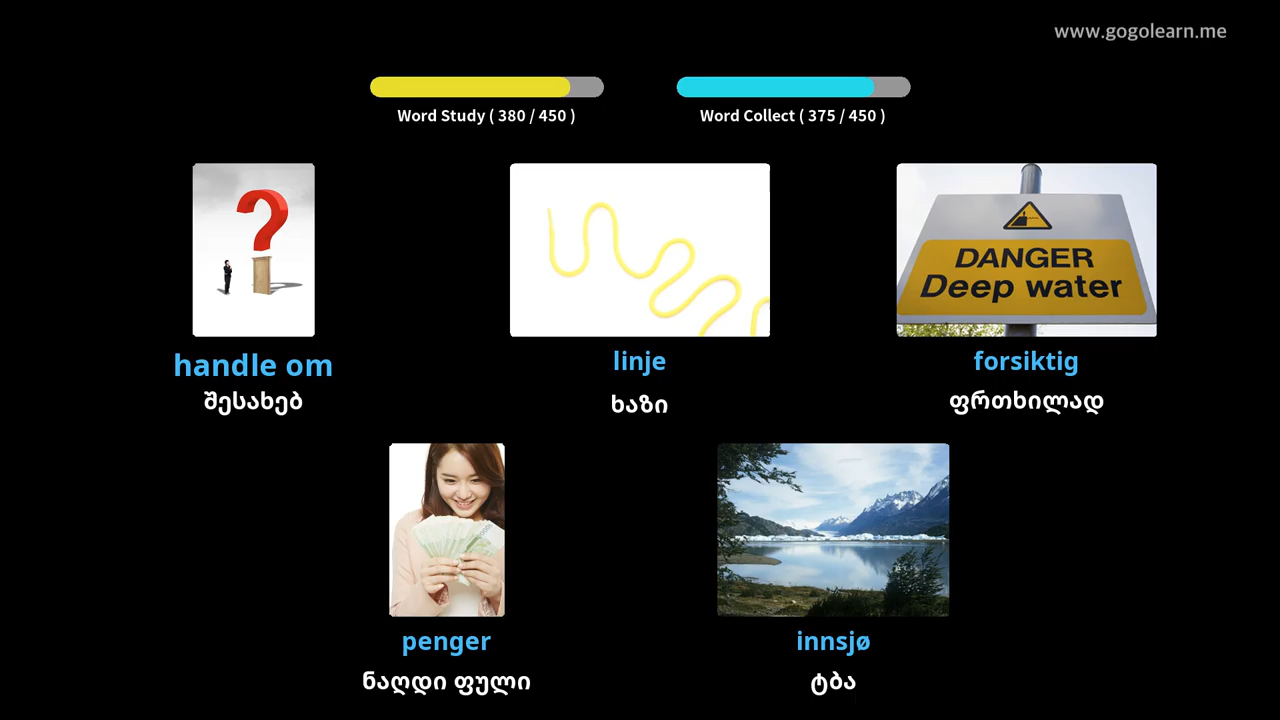 www.gogolearn.me
Word Study ( 380 / 450 )
Word Collect ( 375 / 450 )
DANGER
Deep water
handle om
შესახებ
linje
ხაზი
forsiktig
ფრთხილად
penger
ნაღდი ფული
innsjø
ტბა